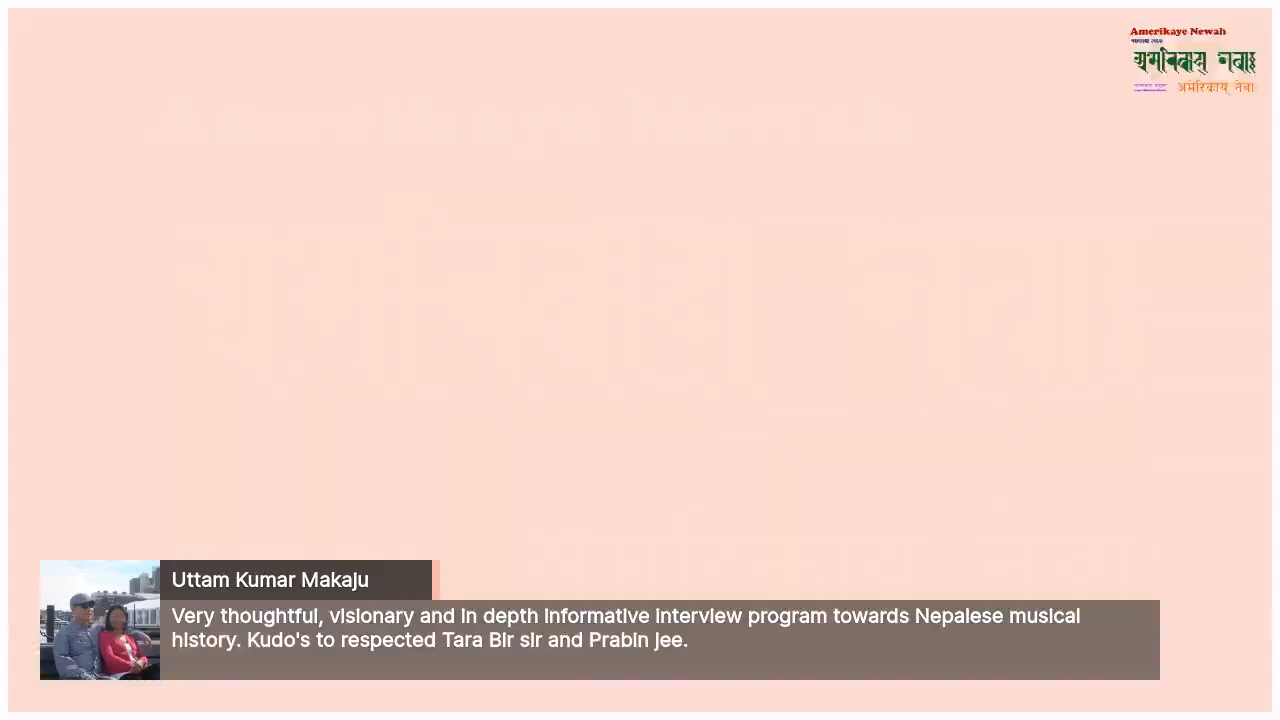 Amerikaye Newah
अमेरिकाय् नेवाः
Uttam Kumar Makaju
Very thoughtful, visionary and in depth informative interview program towards Nepalese musical
history. Kudo's to respected Tara Bir sir and Prabin jee.